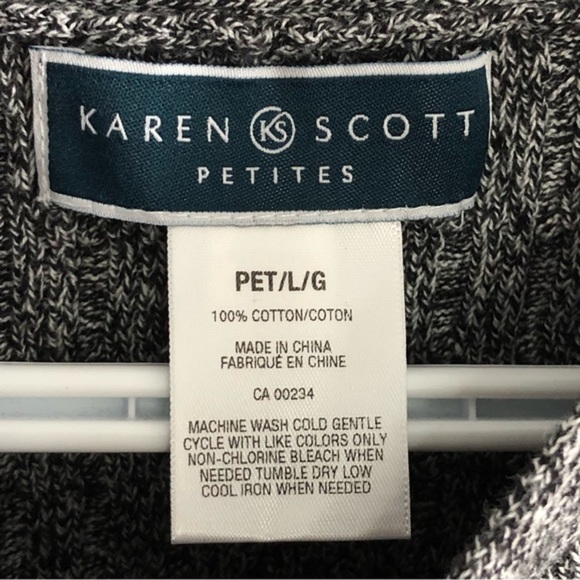 KAREN KS SCOTT
PETITES
PET/L/G
100% COTTON/COTON
MADE IN CHINA
FABRIQUÉ EN CHINE
CA 00234
MACHINE WASH COLD GENTLE
CYCLE WITH LIKE COLORS ONLY
NON-CHLORINE BLEACH WHEN
NEEDED TUMBLE DRY LOW
COOL IRON WHEN NEEDED